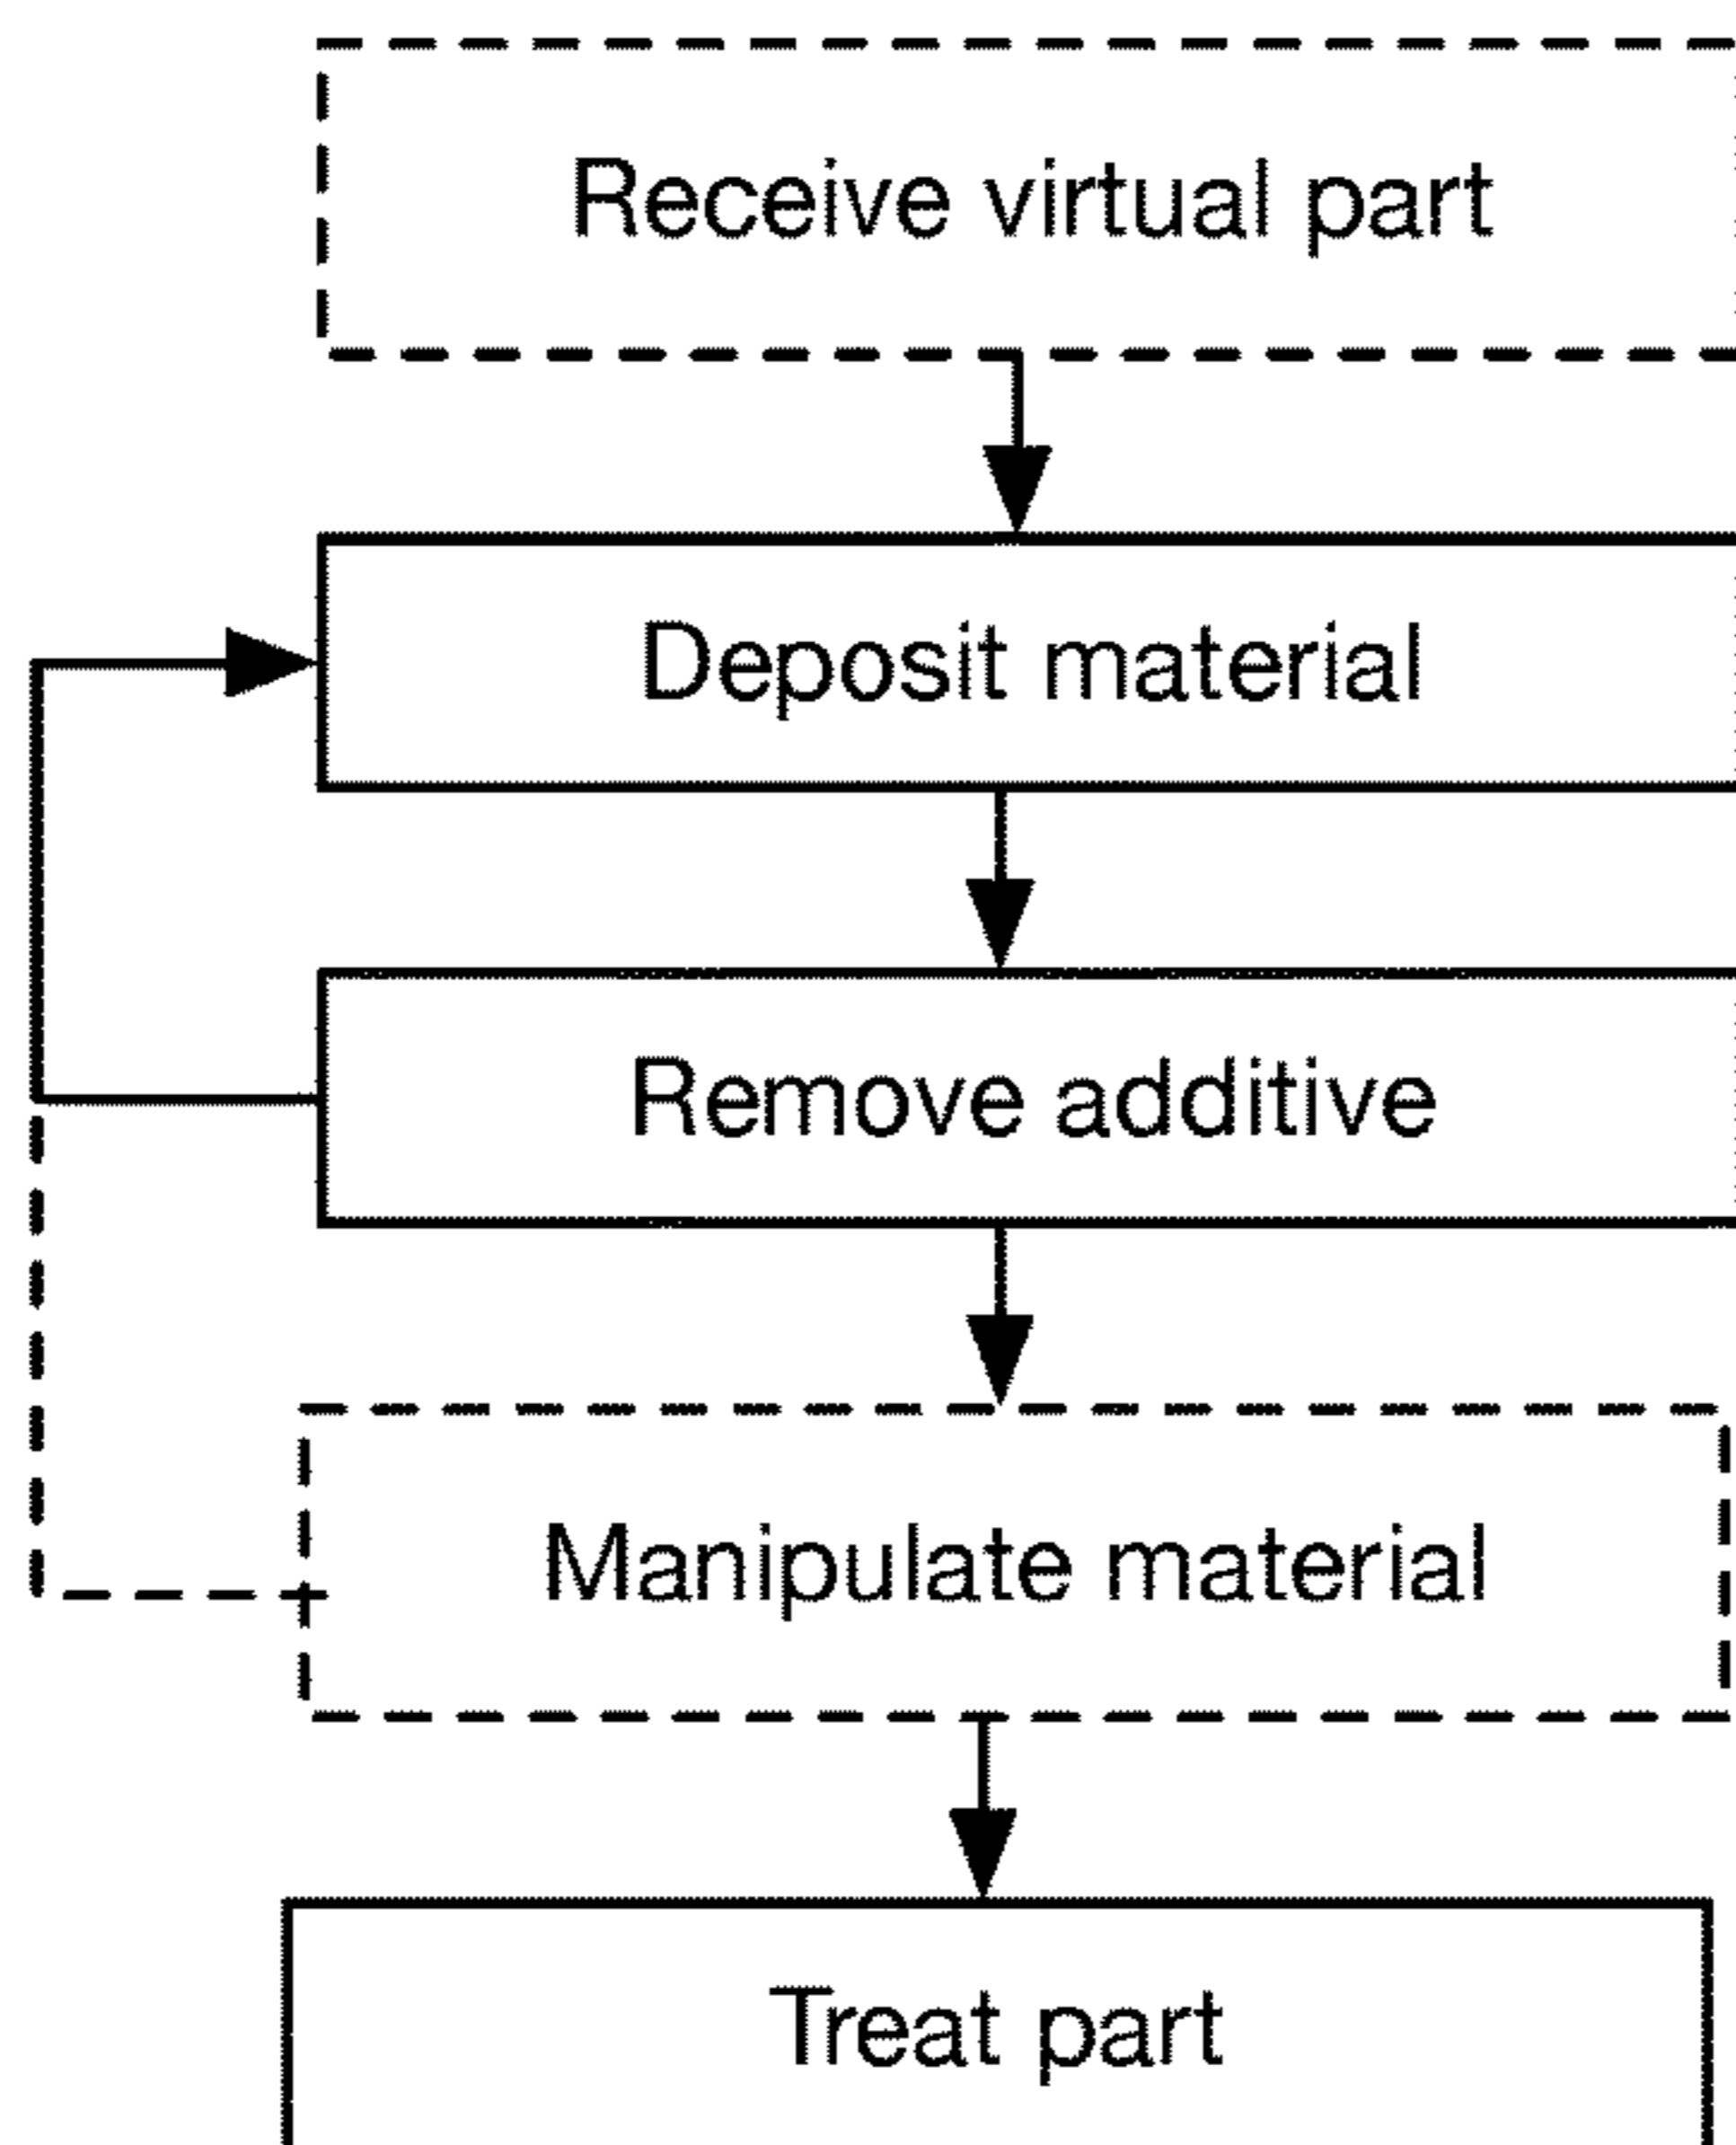 Receive virtual part
Deposit material
Remove additive
Manipulate material
Treat part